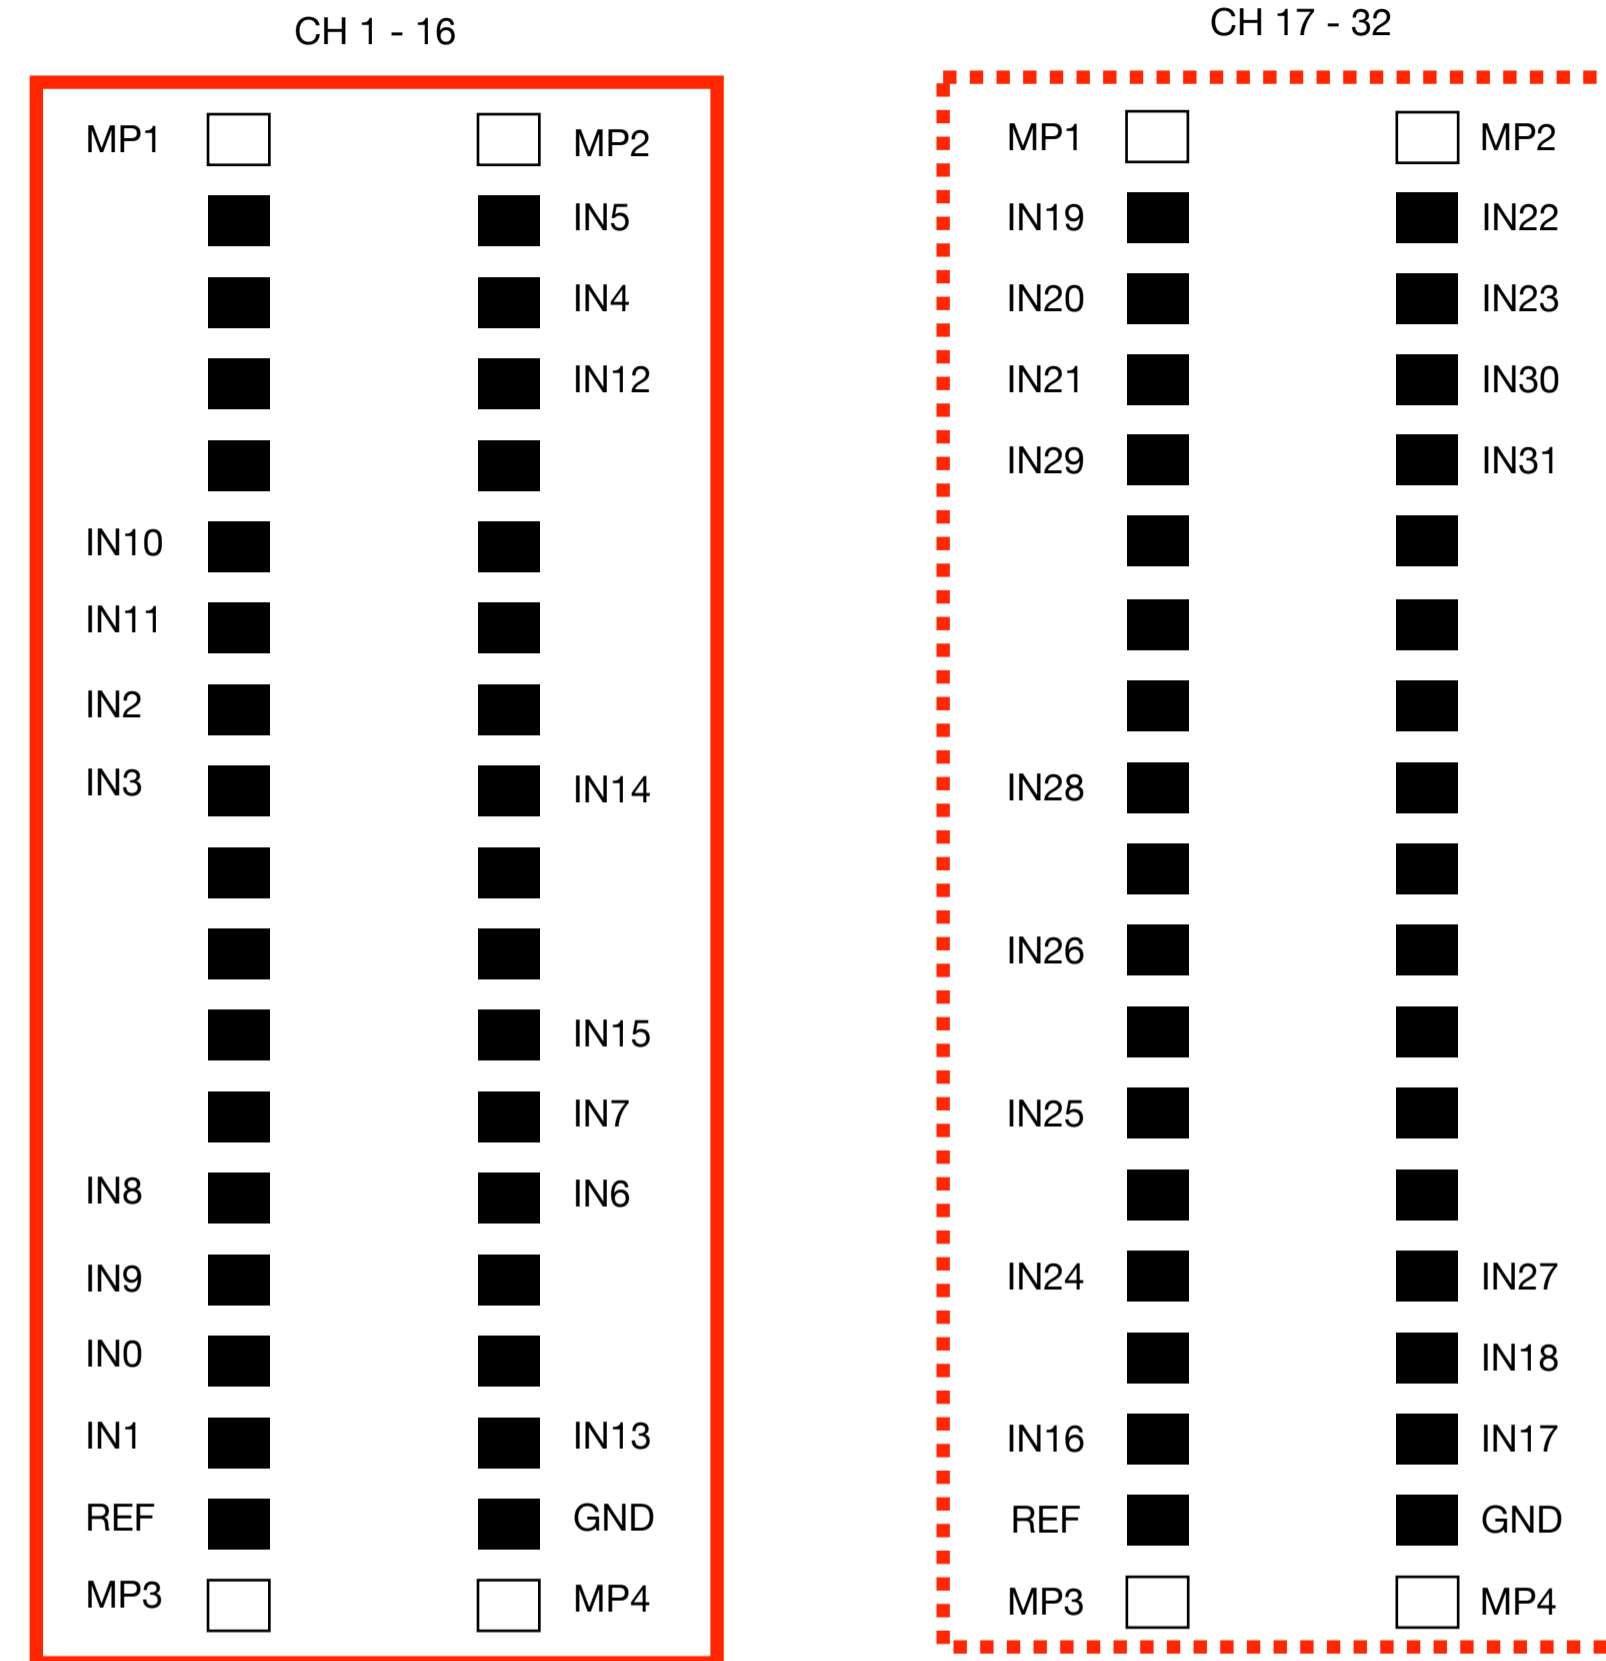 CH 1 - 16
MP1 MP2
IN5
IN4
IN12
IN10
IN11
IN2
IN3 IN14
IN15
IN7
IN8 IN6
IN9
IN0
IN1 IN13
REF GND
MP3 MP4
CH 17 - 32
MP1 MP2
IN19 IN22
IN20 IN23
IN21 IN30
IN29 IN31
IN28
IN26
IN25
IN24 IN27
IN18
IN16 IN17
REF GND
MP3 MP4